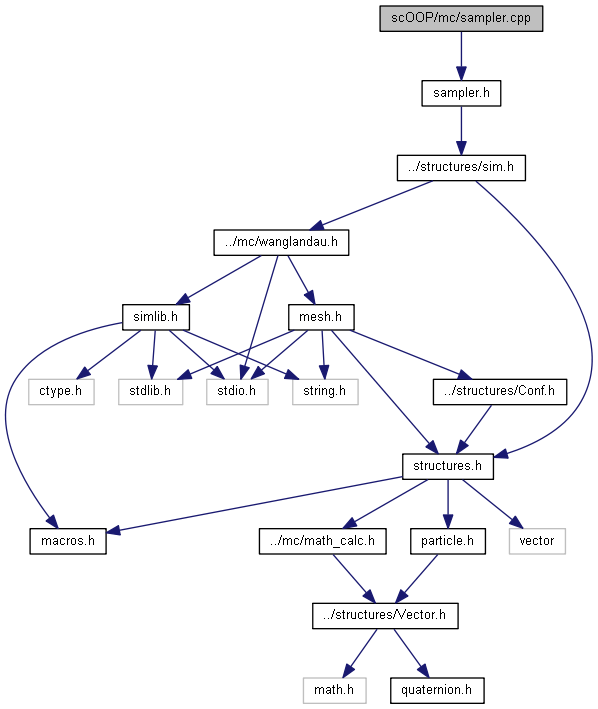 scOOP/mc/sampler.cpp
sampler.h
../structures/sim.h
../mc/wanglandau.h
simlib.h
mesh.h
ctype.h
stdlib.h
stdio.h
string.h
../structures/Conf.h
structures.h
macros.h
../mc/math_calc.h
particle.h
vector
../structures/Vector.h
math.h
quaternion.h